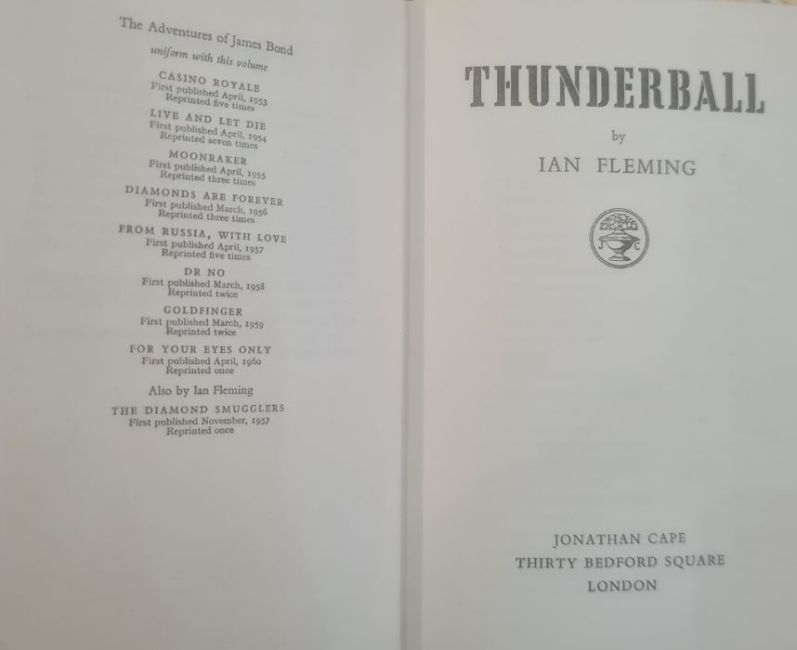 The Adventures of James Bond
uniform with this volume
CASINO ROYALE
First published April, 1953
Reprinted five times
LIVE AND LET DIE
First published April, 1954
Reprinted seven times
MOONRAKER
First published April, 1955
Reprinted three times
DIAMONDS ARE FOREVER
First published March, 1956
Reprinted three times
FROM RUSSIA, WITH LOVE
First published April, 1957
Reprinted five times
DR NO
First published March, 1958
Reprinted twice
GOLDFINGER
First published March, 1959
Reprinted twice
FOR YOUR EYES ONLY
First published April, 1960
Reprinted once
Also by Ian Fleming
THE DIAMOND SMUGGLERS
First published November, 1957
Reprinted once
THUNDERBALL
by
IAN FLEMING
J C
JONATHAN CAPE
THIRTY BEDFORD SQUARE
LONDON